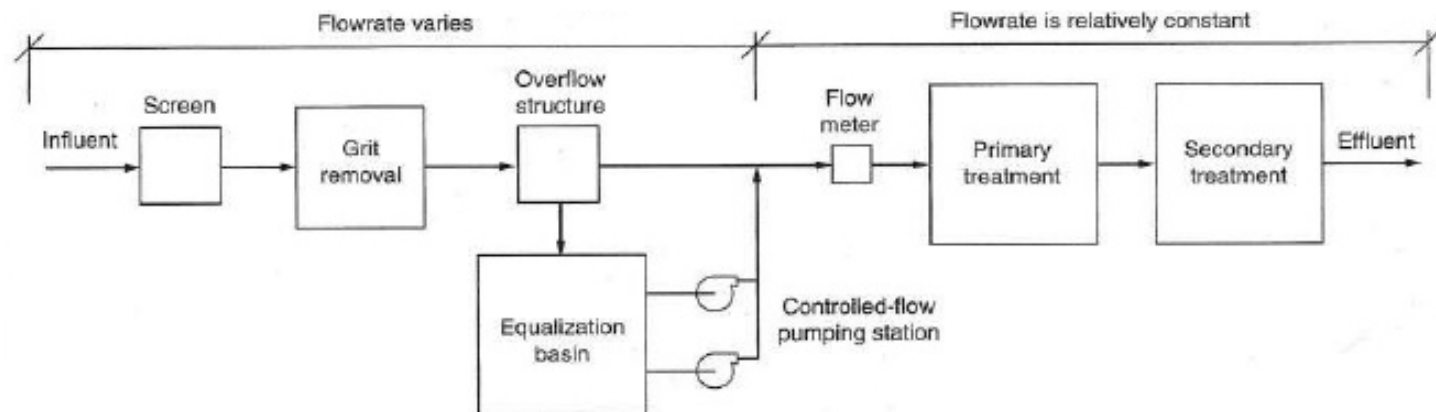 Flowrate varies
Flowrate is relatively constant
Screen
Overflow
structure
Flow
meter
Influent
Grit
removal
Primary
treatment
Secondary
treatment
Effluent
Equalization
basin
Controlled-flow
pumping station